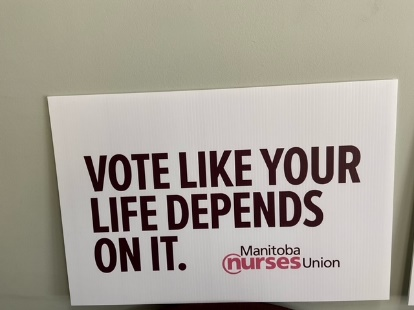 VOTE LIKE YOUR
LIFE DEPENDS
ON IT.
Manitoba
nurses Union